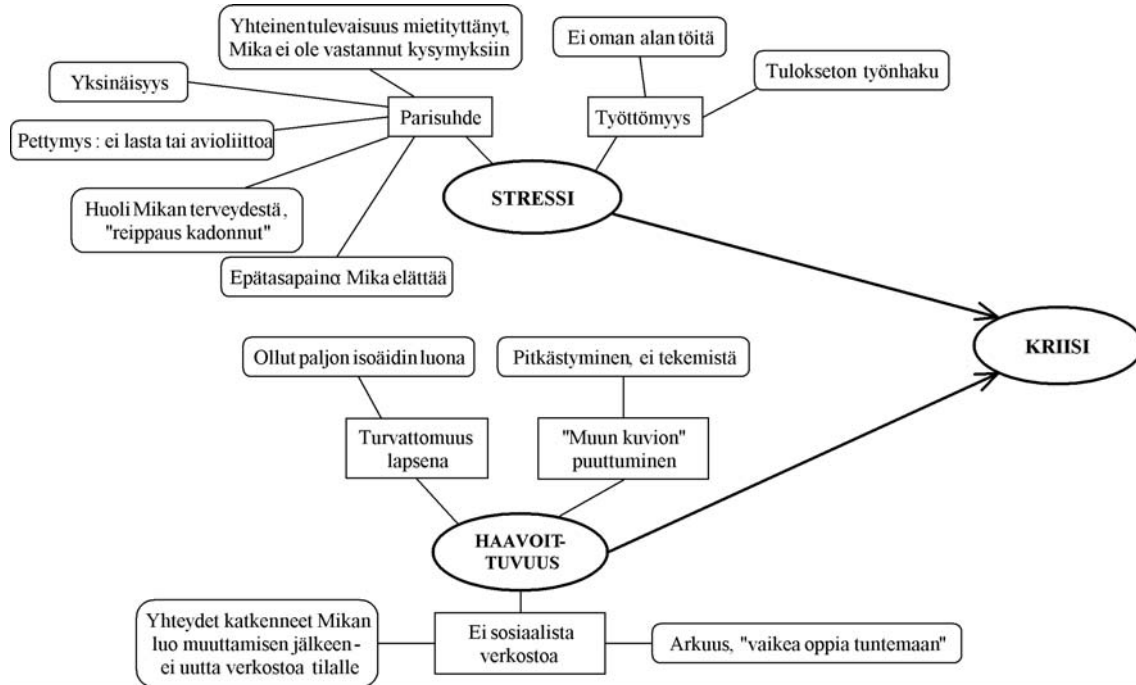 Yhteinen tulevaisuus mietityttänyt,
Mika ei ole vastannut kysymyksiin
Ei oman alan töitä
Yksinäisyys
Tulokseton työnhaku
Parisuhde
Työttömyys
Pettymys : ei lasta tai avioliittoa
STRESSI
Huoli Mikan terveydestä,
"reippaus kadonnut"
Epätasapainα Mika elättää
KRIISI
Ollut paljon isoäidin luona
Pitkästyminen, ei tekemistä
Turvattomuus
lapsena
"Muun kuvion"
puuttuminen
HAAVOIT-
TUVUUS
Yhteydet katkenneet Mikan
luo muuttamisen jälkeen-
ei uutta verkostoa tilalle
Ei sosiaalista
verkostoa
Arkuus, "vaikea oppia tuntemaan"